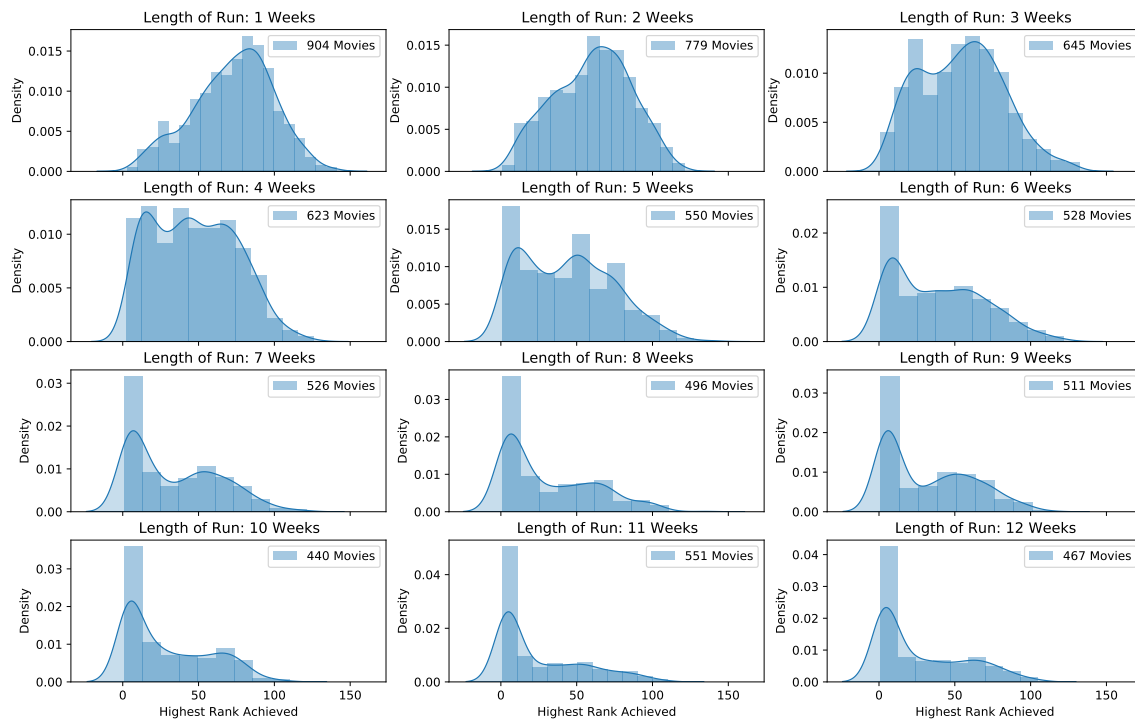 Length of Run: 1 Weeks
Length of Run: 2 Weeks
Length of Run: 3 Weeks
904 Movies
779 Movies
645 Movies
Density
0.015
0.010
0.005
0.000
Density
0.015
0.010
0.005
0.000
Density
0.010
0.005
0.000
Length of Run: 4 Weeks
Length of Run: 5 Weeks
Length of Run: 6 Weeks
623 Movies
550 Movies
528 Movies
Density
0.010
0.005
0.000
Density
0.015
0.010
0.005
0.000
Density
0.02
0.01
0.00
Length of Run: 7 Weeks
Length of Run: 8 Weeks
Length of Run: 9 Weeks
526 Movies
496 Movies
511 Movies
Density
0.03
0.02
0.01
0.00
Density
0.03
0.02
0.01
0.00
Density
0.03
0.02
0.01
0.00
Length of Run: 10 Weeks
Length of Run: 11 Weeks
Length of Run: 12 Weeks
440 Movies
551 Movies
467 Movies
Density
0.03
0.02
0.01
0.00
Density
0.04
0.02
0.00
Density
0.04
0.03
0.02
0.01
0.00
0 50 100 150
0 50 100 150
0 50 100 150
Highest Rank Achieved
Highest Rank Achieved
Highest Rank Achieved